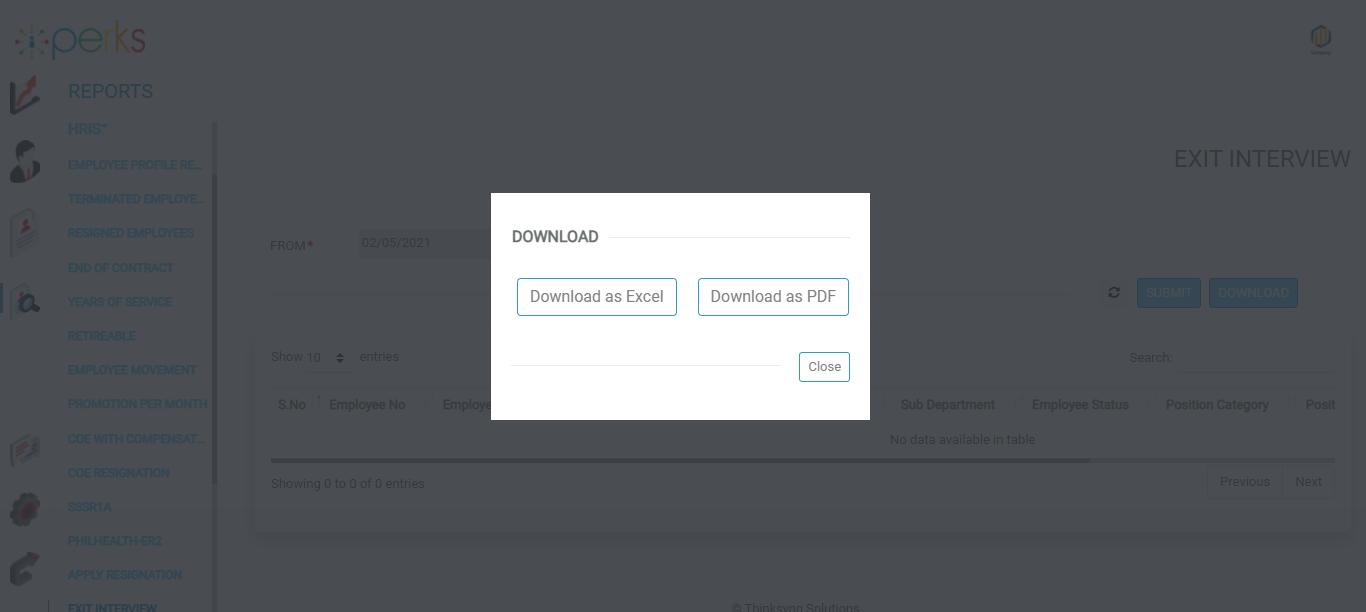 perks
REPORTS
HRIS
EMPLOYEE PROFILE RE...
TERMINATED EMPLOYE...
RESIGNED EMPLOYEES
END OF CONTRACT
YEARS OF SERVICE
RETIREABLE
EMPLOYEE MOVEMENT
PROMOTION PER MONTH
COE WITH COMPENSAT...
COE RESIGNATION
SSSR1A
PHILHEALTH-ER2
APPLY RESIGNATION
EXIT INTERVIEW
EXIT INTERVIEW
FROM*
02/05/2021
SUBMIT
DOWNLOAD
DOWNLOAD
Download as Excel
Download as PDF
Close
Show 10 entries
Search:
S.No Employee No Employe Sub Department Employee Status Position Category Posit
No data available in table
Showing 0 to 0 of 0 entries
Previous
Next
© Thinksynq Solutions